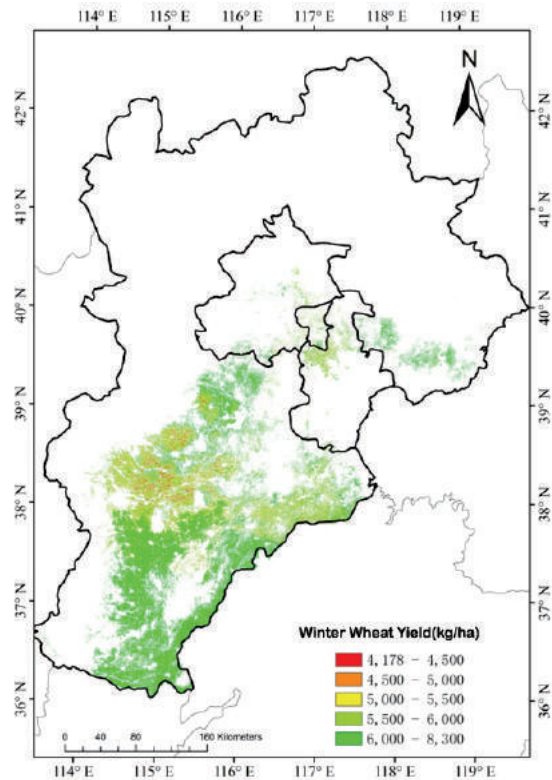 114° E 115° E 116° E 117° E 118° E 119° E
N
42° N 42° N
41° N 41° N
40° N 40° N
39° N 39° N
38° N 38° N
37° N 37° N
36° N 36° N
Winter Wheat Yield(kg/ha)
4,178 - 4,500
4,500 - 5,000
5,000 - 5,500
5,500 - 6,000
6,000 - 8,300
0 20 40 80 120 160 Kilometers
114° E 115° E 116° E 117° E 118° E 119° E